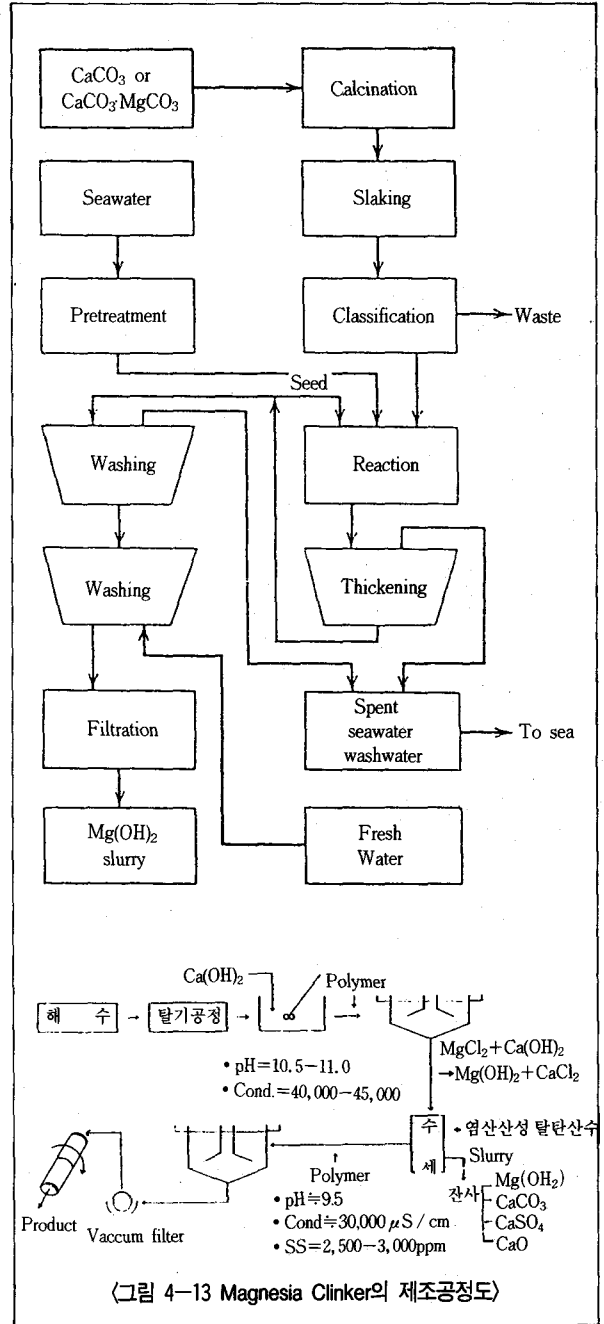 CaCO₃ or
CaCO₃·MgCO₃
Calcination
Seawater
Slaking
Pretreatment
Classification
Waste
Seed
Washing
Reaction
Washing
Thickening
Filtration
Spent
seawater
washwater
To sea
Mg(OH)₂
slurry
Fresh
Water
Ca(OH)₂
Polymer
해 수
탈기공정
MgCl₂+Ca(OH)₂
→Mg(OH)₂+CaCl₂
• pH=10.5-11.0
• Cond.=40,000-45,000
수
세
염산산성 탈탄산수
Slurry
잔사
Mg(OH₂)
CaCO₃
CaSO₄
CaO
Polymer
• pH≒9.5
• Cond≒30,000 μS/cm
• SS=2,500-3,000ppm
Product
Vaccum filter
〈그림 4-13 Magnesia Clinker의 제조공정도〉